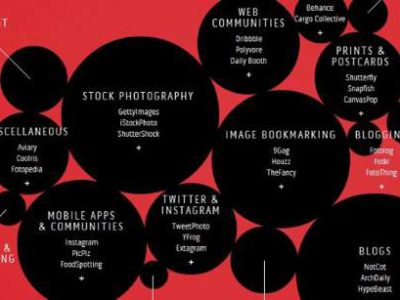 WEB
COMMUNITIES
Dribbble
Polyvore
Daily Booth
+
Behance
Cargo Collective
+
PRINTS &
POSTCARDS
Shutterfly
Snapfish
CanvasPop
+
STOCK PHOTOGRAPHY
GettyImages
iStockPhoto
ShutterShock
+
SCELLANEOUS
Aviary
Coolris
Fotopedia
+
IMAGE BOOKMARKING
9Gag
Houzz
TheFancy
+
BLOGGIN
Fotolog
Fotki
FotoThing
+
TWITTER &
INSTAGRAM
TweetPhoto
YFrog
Extagram
+
MOBILE APPS
& COMMUNITIES
Instagram
PicPlz
FoodSpotting
+
&
NG
BLOGS
NotCot
ArchDaily
HypeBeast
+